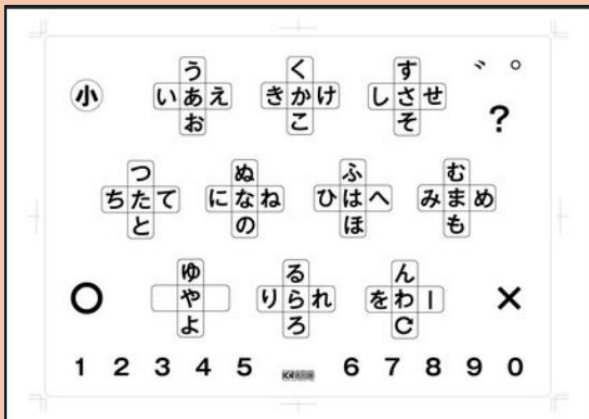 う く す ゛ ゜
小 い あ え き か け し さ せ
お こ そ ?
つ ぬ ふ む
ち た て に な ね ひ は へ み ま め
と の ほ も
ゆ る ん
○ や り ら れ を わ ー ×
よ ろ
1 2 3 4 5 6 7 8 9 0